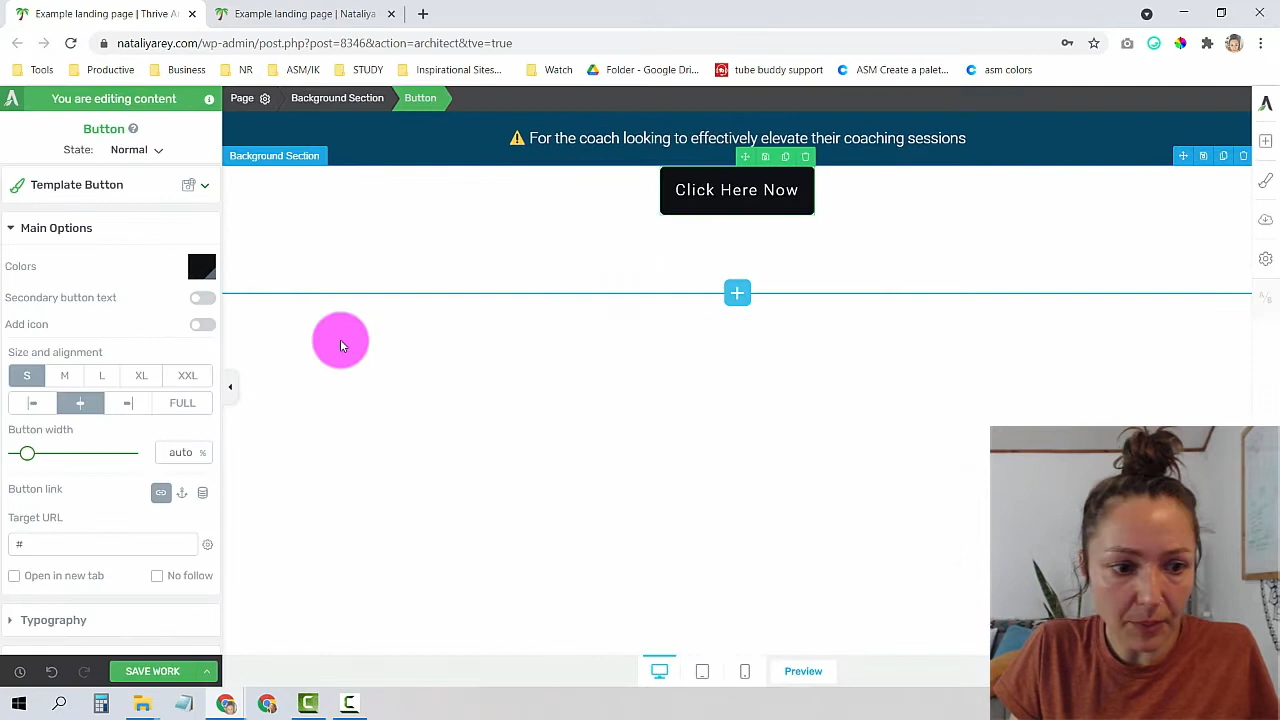 Example landing page | Thrive Ar
Example landing page | Nataliya
nataliyarey.com/wp-admin/post.php?post=8346&action=architect&tve=true
Tools
Productive
Business
NR
ASM/IK
STUDY
Inspirational Sites...
Watch
Folder - Google Dri...
tube buddy support
ASM Create a palet...
asm colors
You are editing content
Page
Background Section
Button
Button
State: Normal
⚠ For the coach looking to effectively elevate their coaching sessions
Background Section
Template Button
Click Here Now
Main Options
Colors
Secondary button text
Add icon
Size and alignment
S M L XL XXL
FULL
Button width
auto %
Button link
Target URL
#
Open in new tab
No follow
Typography
SAVE WORK
Preview
A/B